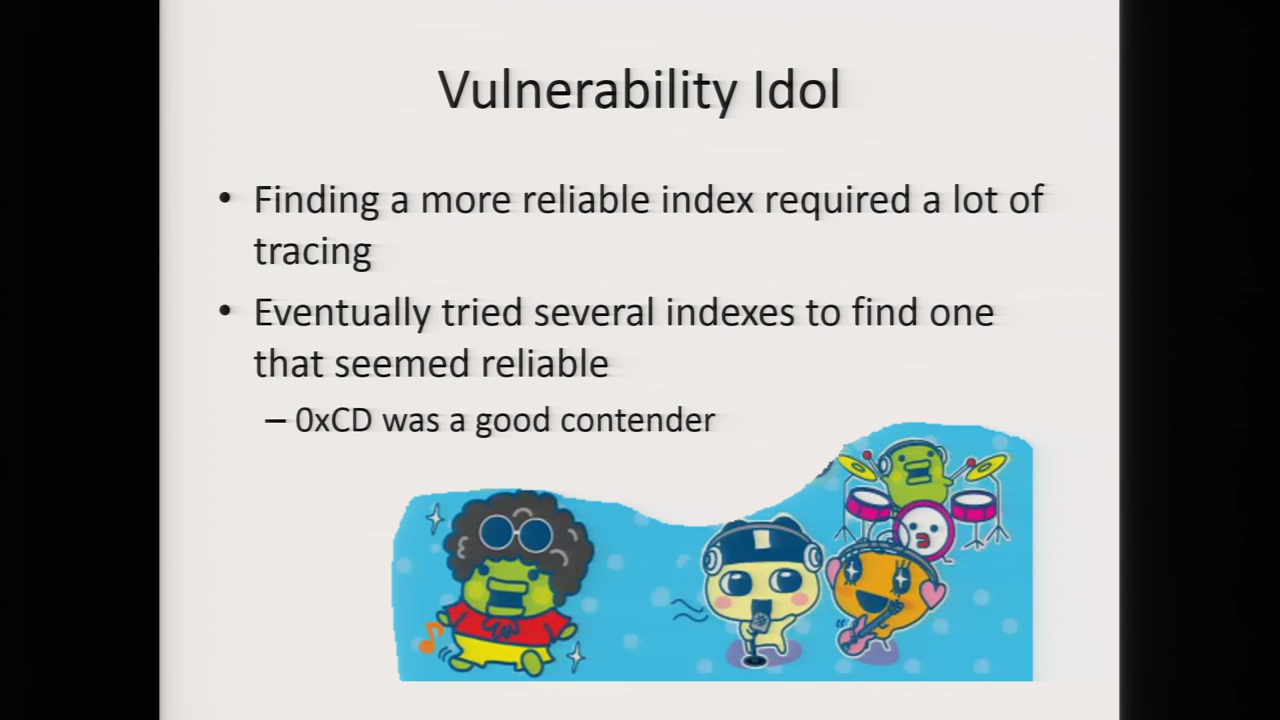 Vulnerability Idol
• Finding a more reliable index required a lot of
tracing
• Eventually tried several indexes to find one
that seemed reliable
– 0xCD was a good contender